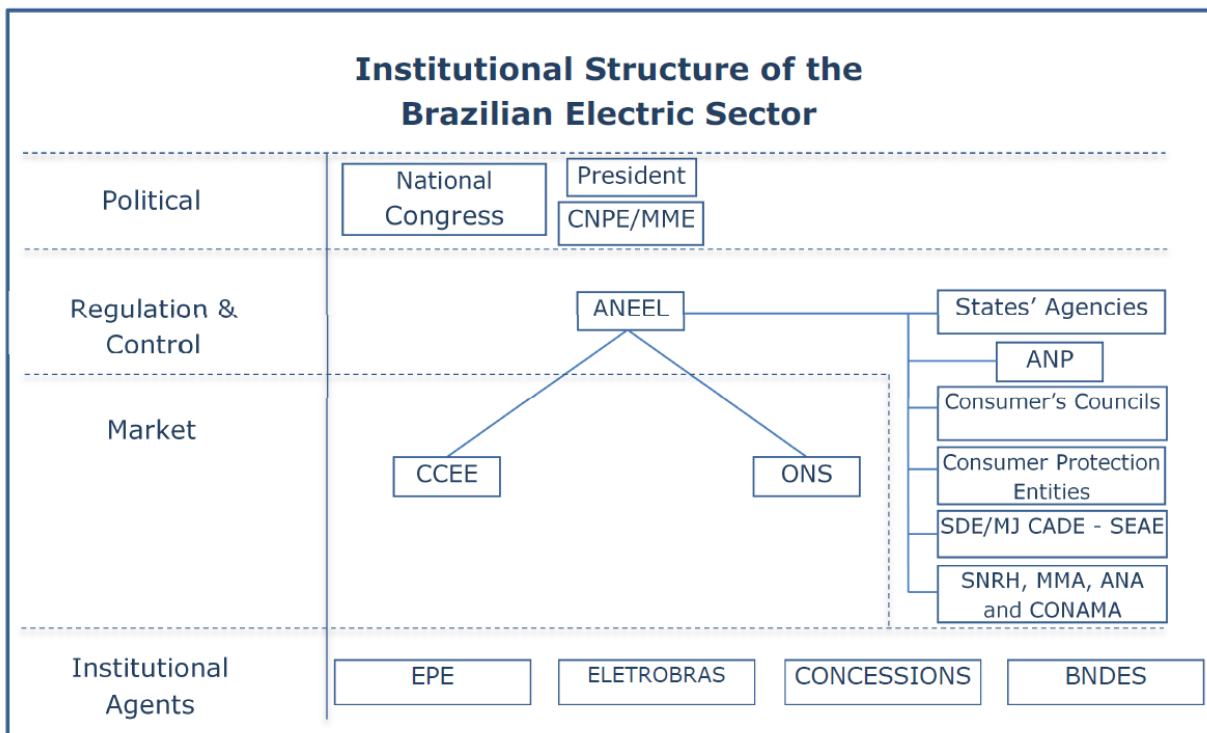 Institutional Structure of the
Brazilian Electric Sector
Political
National
Congress
President
CNPE/MME
Regulation &
Control
ANEEL
States’ Agencies
ANP
Market
Consumer’s Councils
CCEE
ONS
Consumer Protection
Entities
SDE/MJ CADE - SEAE
SNRH, MMA, ANA
and CONAMA
Institutional
Agents
EPE
ELETROBRAS
CONCESSIONS
BNDES